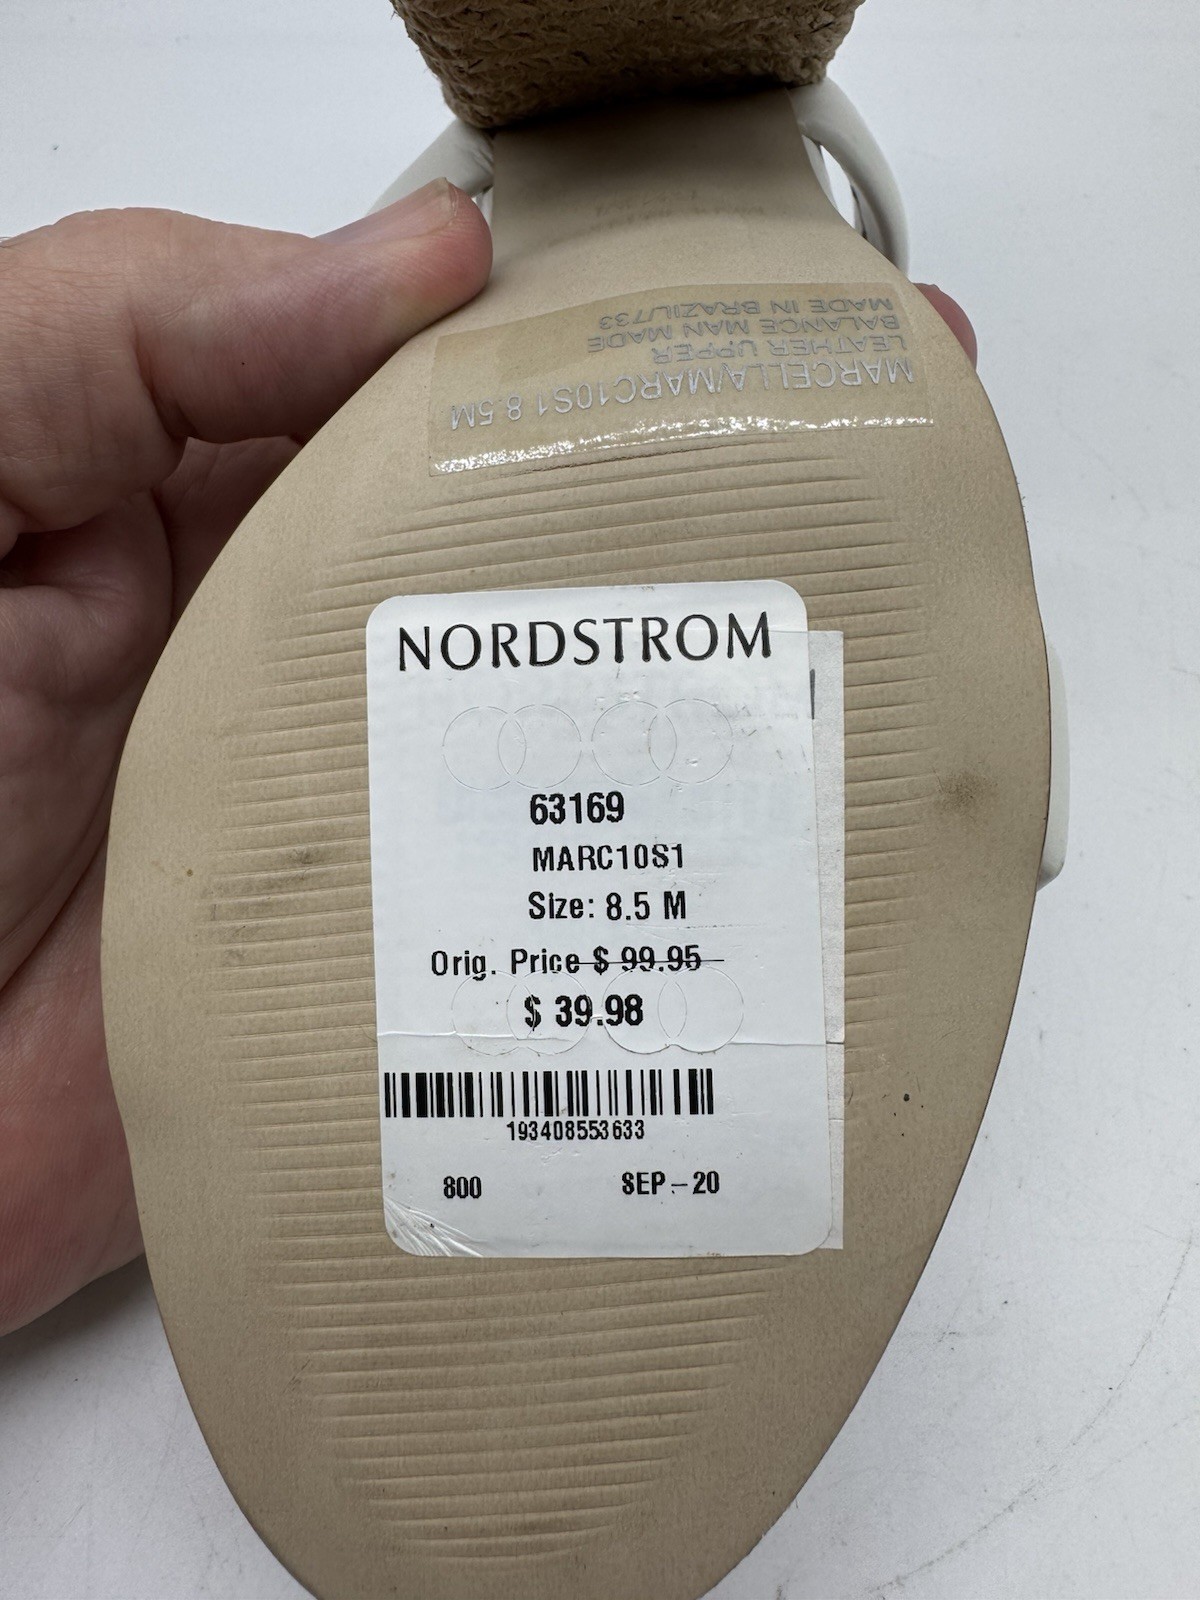 MARCELLA/MARC10S1 8.5M
LEATHER UPPER
BALANCE MAN MADE
MADE IN BRAZIL/733
NORDSTROM
63169
MARC10S1
Size: 8.5 M
Orig. Price $ 99.95
$ 39.98
193408553633
800 SEP-20